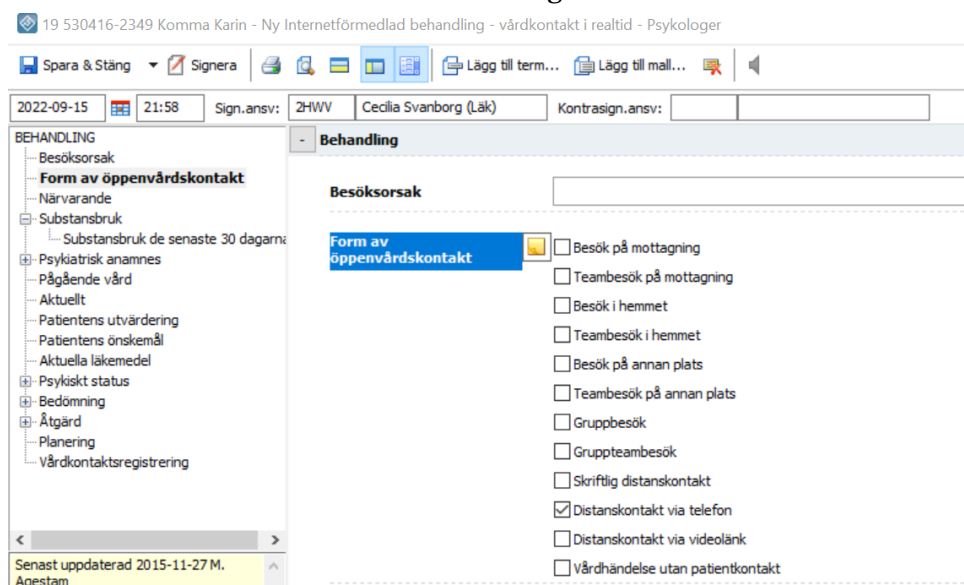 19 530416-2349 Komma Karin - Ny Internetförmedlad behandling - vårdkontakt i realtid - Psykologer
Spara & Stäng Signera Lägg till term... Lägg till mall...
2022-09-15 21:58 Sign.ansv: 2HWV Cecilia Svanborg (Läk) Kontrasign.ansv:
BEHANDLING
Besöksorsak
Form av öppenvårdskontakt
Närvarande
Substansbruk
Substansbruk de senaste 30 dagarna
Psykiatrisk anamnes
Pågående vård
Aktuellt
Patientens utvärdering
Patientens önskemål
Aktuella läkemedel
Psykiskt status
Bedömning
Åtgärd
Planering
Vårdkontaktsregistrering
Senast uppdaterad 2015-11-27 M.
Agestam
- Behandling
Besöksorsak
Form av
öppenvårdskontakt
Besök på mottagning
Teambesök på mottagning
Besök i hemmet
Teambesök i hemmet
Besök på annan plats
Teambesök på annan plats
Gruppbesök
Gruppteambesök
Skriftlig distanskontakt
Distanskontakt via telefon
Distanskontakt via videolänk
Vårdhändelse utan patientkontakt